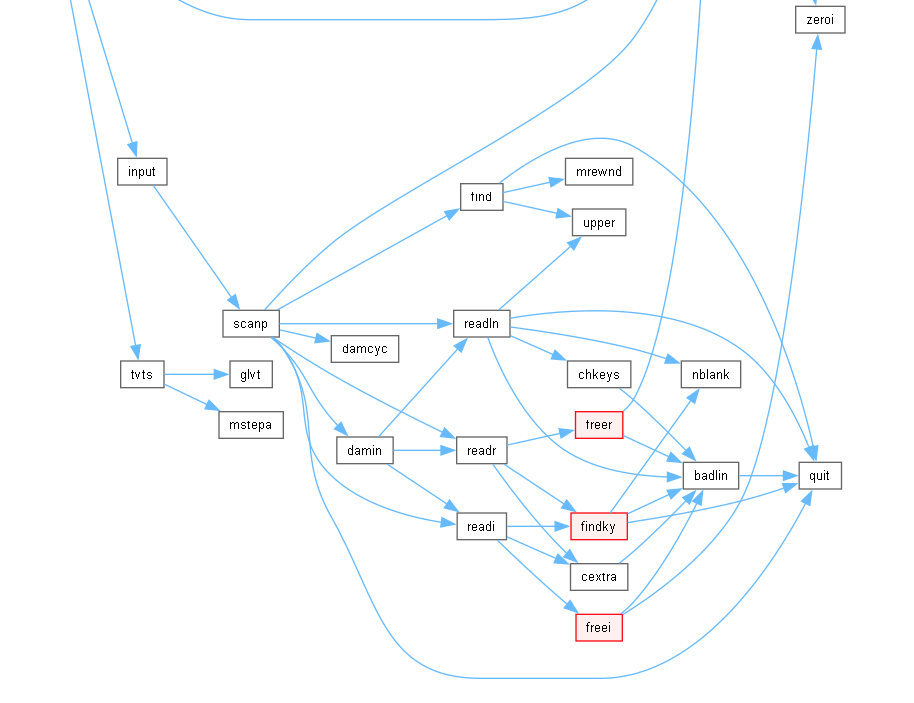 zeroi
input
mrewnd
find
upper
scanp
readln
damcyc
tvts
glvt
chkeys
nblank
mstepa
freer
damin
readr
badlin
quit
readi
findky
cextra
freei